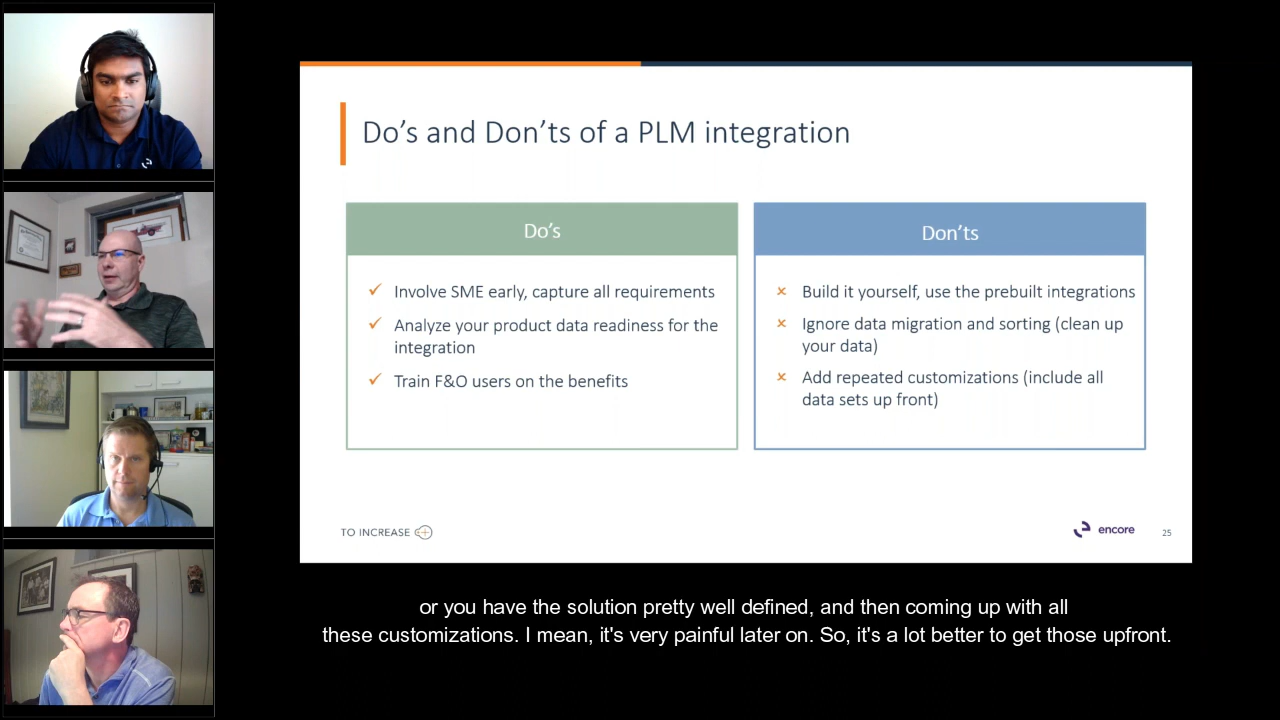 Do's and Don'ts of a PLM integration
Do's
Involve SME early, capture all requirements
Analyze your product data readiness for the
integration
Train F&O users on the benefits
Don'ts
Build it yourself, use the prebuilt integrations
Ignore data migration and sorting (clean up
your data)
Add repeated customizations (include all
data sets up front)
TO INCREASE
encore
25
or you have the solution pretty well defined, and then coming up with all
these customizations. I mean, it's very painful later on. So, it's a lot better to get those upfront.